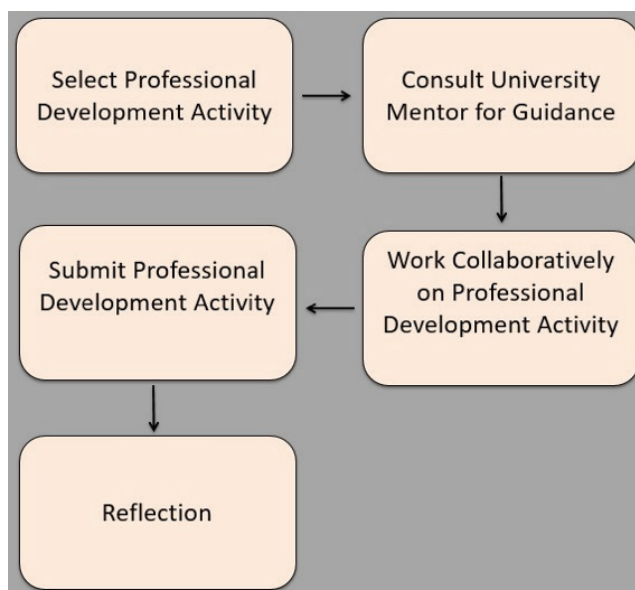 Select Professional
Development Activity
Consult University
Mentor for Guidance
Work Collaboratively
on Professional
Development Activity
Submit Professional
Development Activity
Reflection